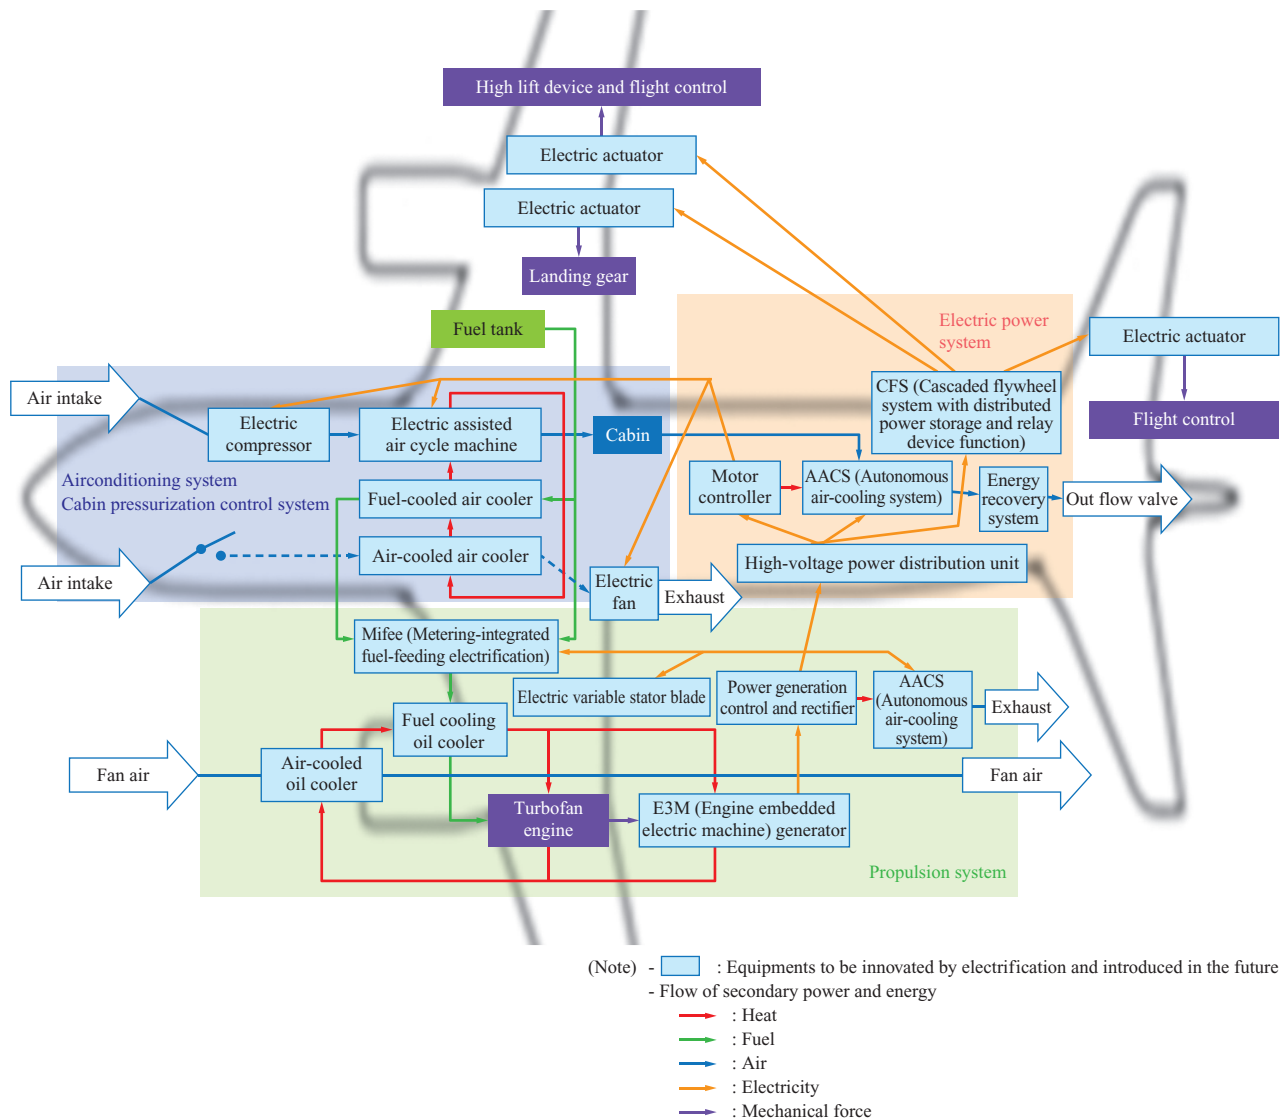 High lift device and flight control
Electric actuator
Electric actuator
Landing gear
Fuel tank
Electric power
system
Electric actuator
Flight control
Air intake
Electric
compressor
Electric assisted
air cycle machine
Cabin
CFS (Cascaded flywheel
system with distributed
power storage and relay
device function)
Airconditioning system
Cabin pressurization control system
Fuel-cooled air cooler
Motor
controller
AACS (Autonomous
air-cooling system)
Energy
recovery
system
Out flow valve
Air intake
Air-cooled air cooler
Electric
fan
Exhaust
High-voltage power distribution unit
Mifee (Metering-integrated
fuel-feeding electrification)
Electric variable stator blade
Power generation
control and rectifier
AACS
(Autonomous
air-cooling
system)
Exhaust
Fuel cooling
oil cooler
Fan air
Air-cooled
oil cooler
Fan air
Turbofan
engine
E3M (Engine embedded
electric machine) generator
Propulsion system
(Note) - : Equipments to be innovated by electrification and introduced in the future
- Flow of secondary power and energy
: Heat
: Fuel
: Air
: Electricity
: Mechanical force